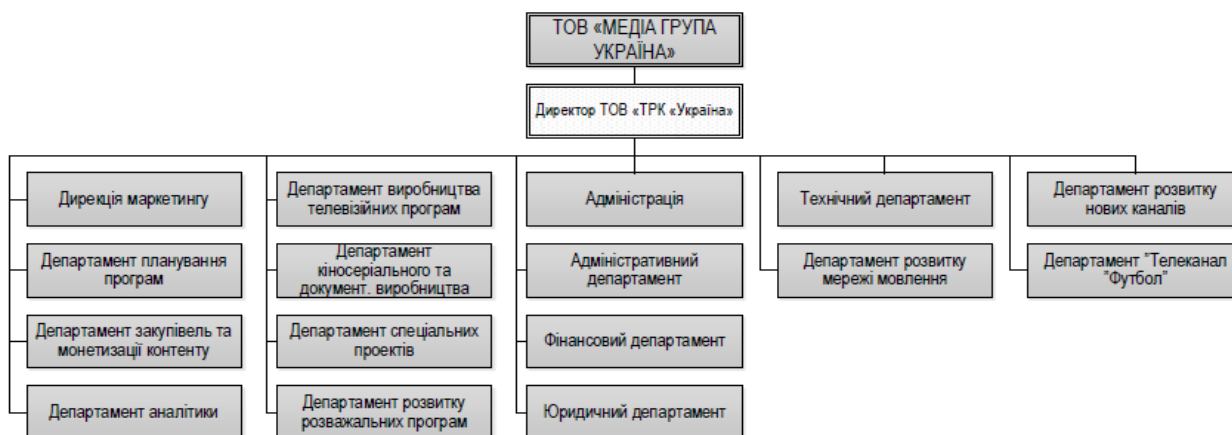 ТОВ «МЕДІА ГРУПА
УКРАЇНА»
Директор ТОВ «ТРК «Україна»
Дирекція маркетингу
Департамент планування
програм
Департамент закупівель та
монетизації контенту
Департамент аналітики
Департамент виробництва
телевізійних програм
Департамент
кіносеріального та
документ. виробництва
Департамент спеціальних
проектів
Департамент розвитку
розважальних програм
Адміністрація
Адміністративний
департамент
Фінансовий департамент
Юридичний департамент
Технічний департамент
Департамент розвитку
мережі мовлення
Департамент розвитку
нових каналів
Департамент "Телеканал
"Футбол"